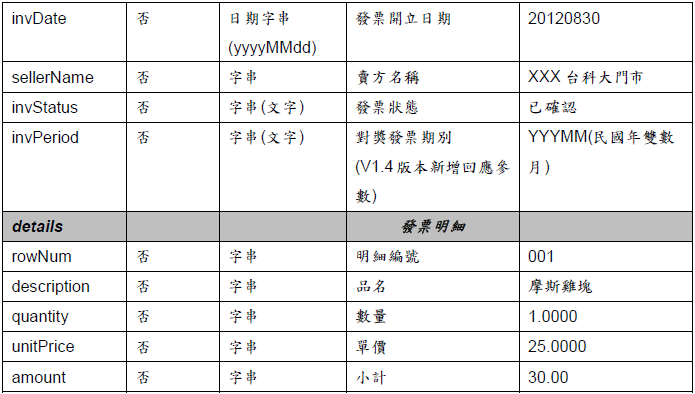 invDate 否 日期字串 發票開立日期 20120830
(yyyyMMdd)
sellerName 否 字串 賣方名稱 XXX 台科大門市
invStatus 否 字串(文字) 發票狀態 已確認
invPeriod 否 字串(文字) 對獎發票期別 YYYMM(民國年雙數
(V1.4 版本新增回應參 月)
數)
details 發票明細
rowNum 否 字串 明細編號 001
description 否 字串 品名 摩斯雞塊
quantity 否 字串 數量 1.0000
unitPrice 否 字串 單價 25.0000
amount 否 字串 小計 30.00